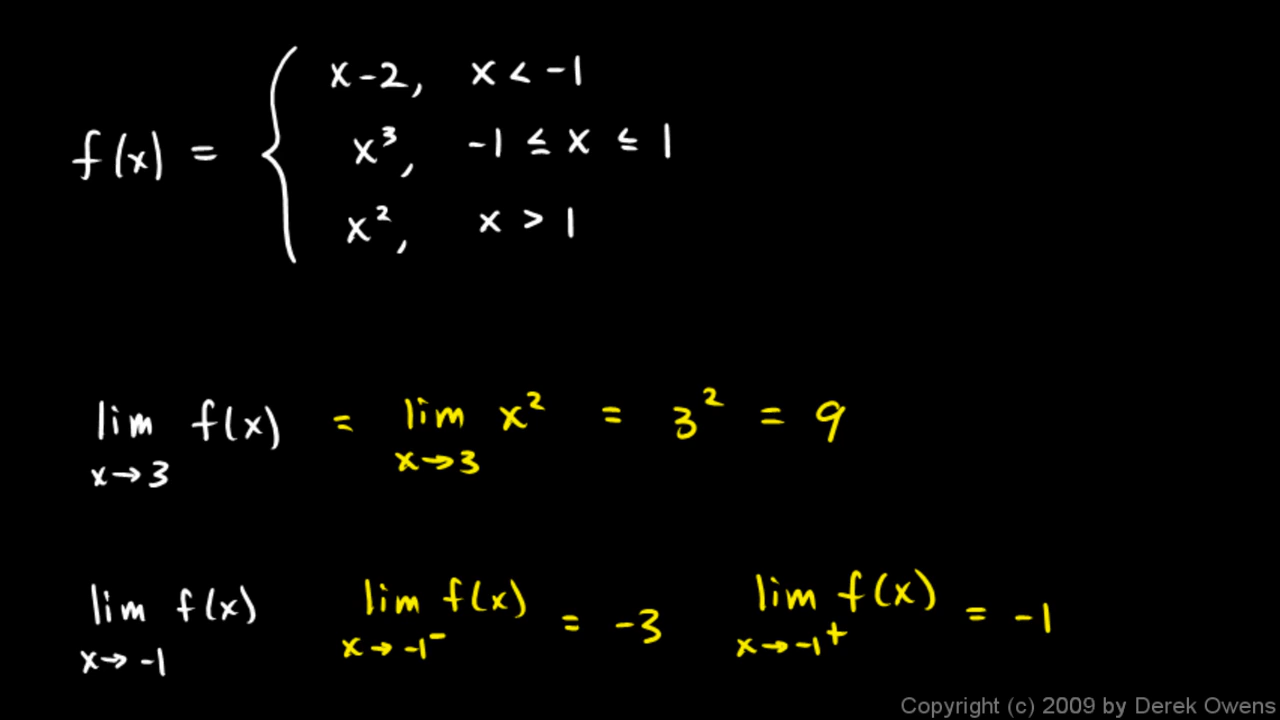 f(x) = { x-2, x < -1
x³, -1 ≤ x ≤ 1
x², x > 1
lim f(x) = lim x² = 3² = 9
x→3 x→3
lim f(x) lim f(x) = -3 lim f(x) = -1
x→-1 x→-1⁻ x→-1⁺
Copyright (c) 2009 by Derek Owens